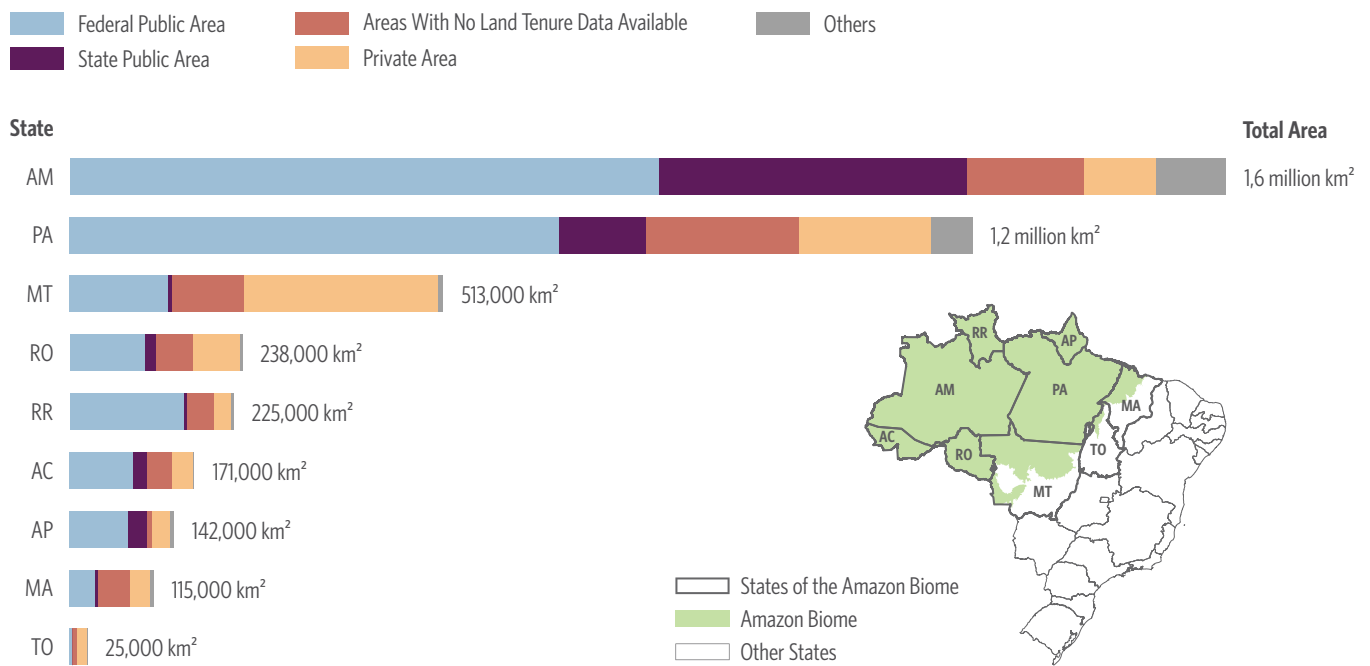 Federal Public Area
Areas With No Land Tenure Data Available
Others
State Public Area
Private Area
State
Total Area
AM
1,6 million km²
PA
1,2 million km²
MT
513,000 km²
RO
238,000 km²
RR
225,000 km²
AC
171,000 km²
AP
142,000 km²
MA
115,000 km²
TO
25,000 km²
RR
AP
AM
PA
MA
AC
TO
RO
MT
States of the Amazon Biome
Amazon Biome
Other States